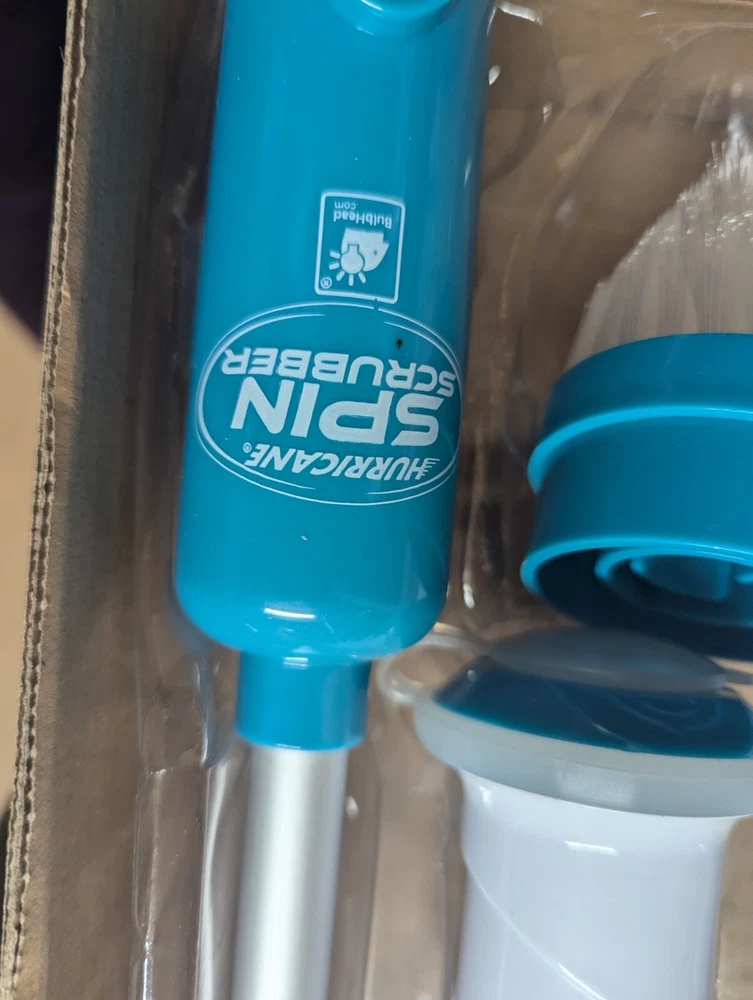 HURRICANE®
SPIN
SCRUBBER
®
BulbHead
.com